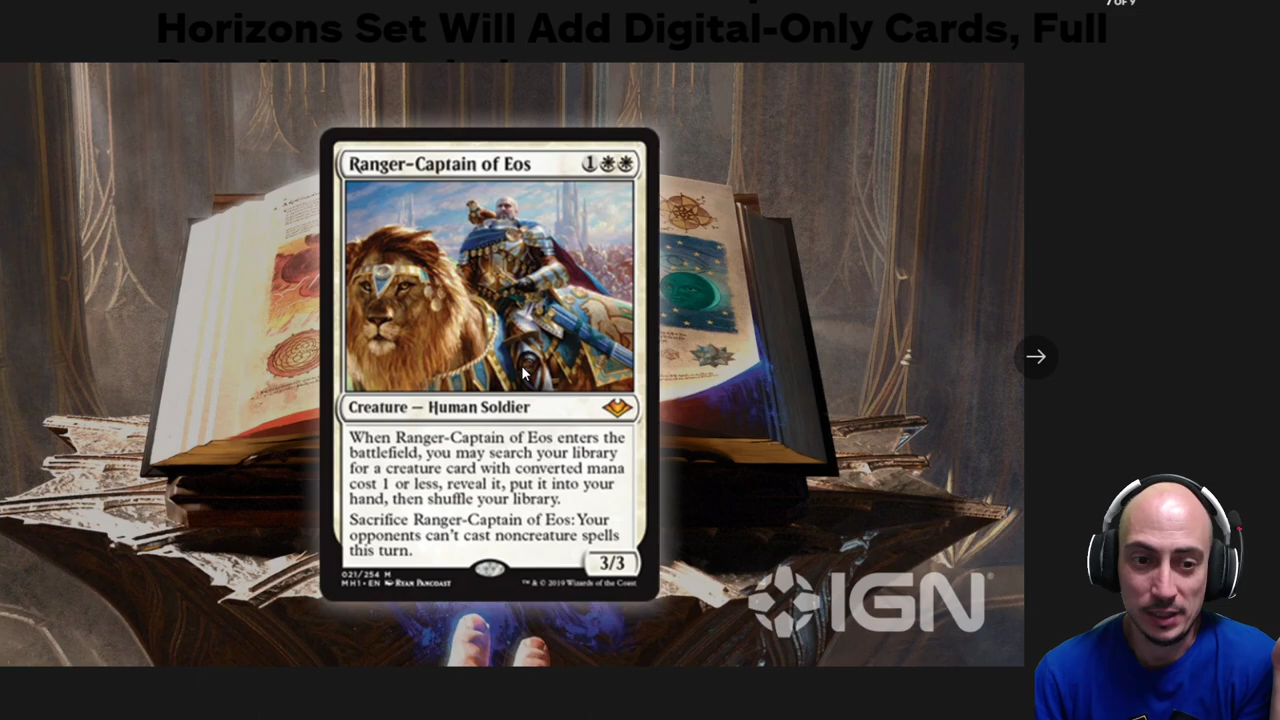 7 OF 9
Horizons Set Will Add Digital-Only Cards, Full
Ranger-Captain of Eos 1
Creature — Human Soldier
When Ranger-Captain of Eos enters the
battlefield, you may search your library
for a creature card with converted mana
cost 1 or less, reveal it, put it into your
hand, then shuffle your library.
Sacrifice Ranger-Captain of Eos: Your
opponents can't cast noncreature spells
this turn.
3/3
021/254 M
MH1 • EN Ryan Pancoast
™ & © 2019 Wizards of the Coast
IGN